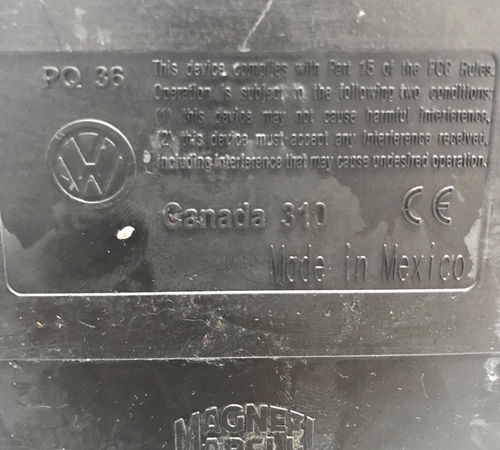 PQ 36
This device complies with Part 15 of the FCC Rules.
Operation is subject to the following two conditions:
(1) this device may not cause harmful interference,
(2) this device must accept any interference received,
including interference that may cause undesired operation.
Canada 310
CE
Made in Mexico
MAGNETI
MARELLI